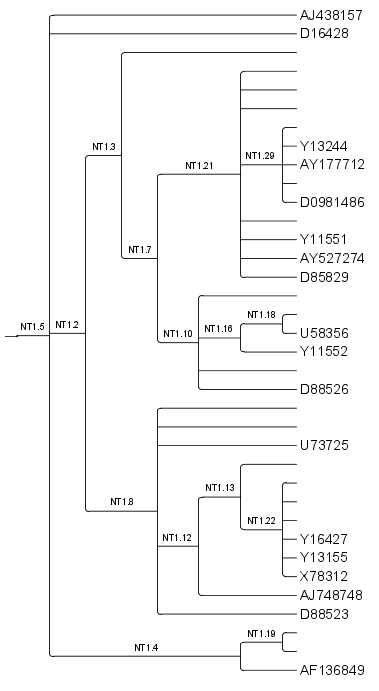 AJ438157
D16428
NT1.3
Y13244
NT1.29
AY177712
NT1.21
D0981486
Y11551
NT1.7
AY527274
D85829
NT1.18
NT1.5 NT1.2
NT1.10 NT1.16
U58356
Y11552
D88526
U73725
NT1.13
NT1.8
NT1.22
NT1.12
Y16427
Y13155
X78312
AJ748748
D88523
NT1.19
NT1.4
AF136849